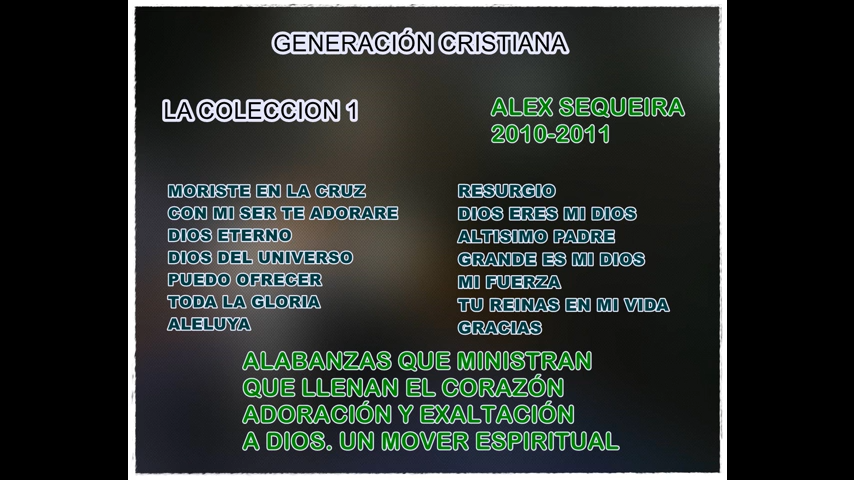 GENERACIÓN CRISTIANA
LA COLECCION 1
ALEX SEQUEIRA
2010-2011
MORISTE EN LA CRUZ
CON MI SER TE ADORARE
DIOS ETERNO
DIOS DEL UNIVERSO
PUEDO OFRECER
TODA LA GLORIA
ALELUYA
RESURGIO
DIOS ERES MI DIOS
ALTISIMO PADRE
GRANDE ES MI DIOS
MI FUERZA
TU REINAS EN MI VIDA
GRACIAS
ALABANZAS QUE MINISTRAN
QUE LLENAN EL CORAZÓN
ADORACIÓN Y EXALTACIÓN
A DIOS. UN MOVER ESPIRITUAL